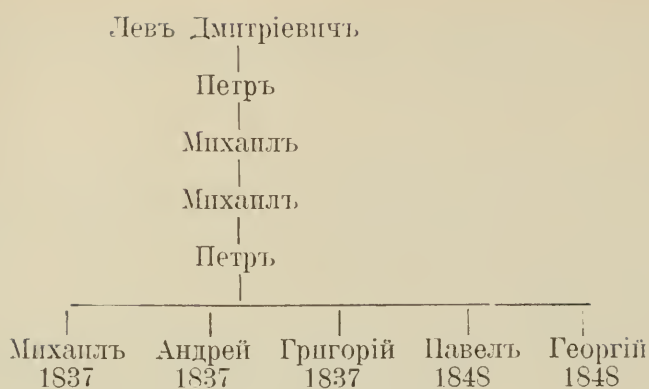 Левъ Дмитріевичъ
Петръ
Михаилъ
Михаилъ
Петръ
Михаилъ Андрей Григорій Павелъ Георгій
1837 1837 1837 1848 1848